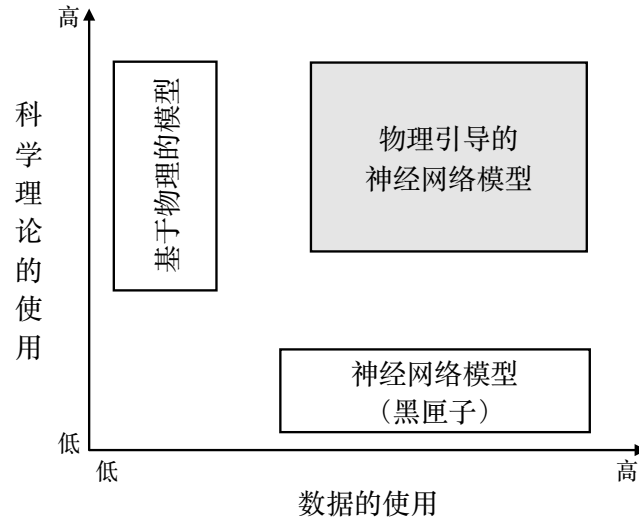 高
科学理论的使用
基于物理的模型
物理引导的
神经网络模型
神经网络模型
（黑匣子）
低
低
高
数据的使用